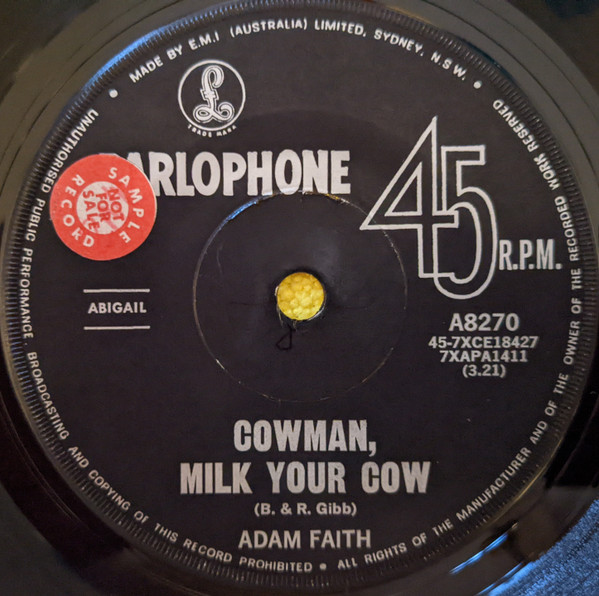 MADE BY E.M.I (AUSTRALIA) LIMITED, SYDNEY, N.S.W. •
UNAUTHORISED PUBLIC PERFORMANCE BROADCASTING AND COPYING OF THIS RECORD PROHIBITED • ALL RIGHTS OF THE MANUFACTURER AND OF THE OWNER OF THE RECORDED WORK RESERVED •
£
TRADE MARK
ARLOPHONE
45 R.P.M.
SAMPLE
NOT
FOR
SALE
RECORD
ABIGAIL
A8270
45-7XCE18427
7XAPA1411
(3.21)
COWMAN,
MILK YOUR COW
(B. & R. Gibb)
ADAM FAITH